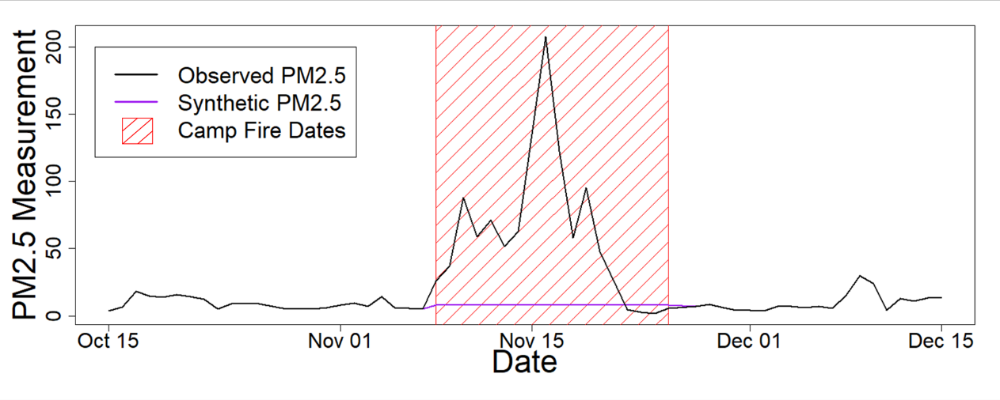 PM2.5 Measurement
200
150
100
50
0
Observed PM2.5
Synthetic PM2.5
Camp Fire Dates
Oct 15
Nov 01
Nov 15
Dec 01
Dec 15
Date